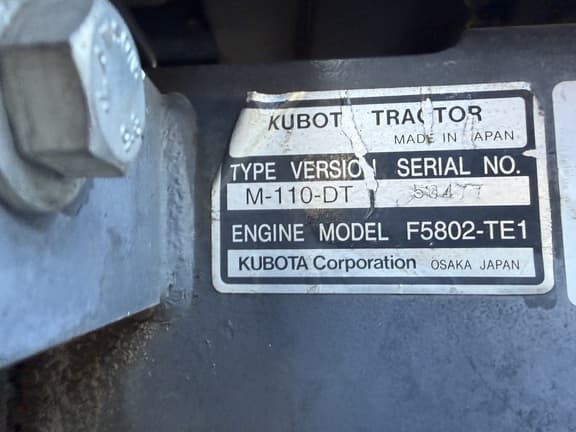 KUBOT TRACTOR
MADE IN JAPAN
TYPE VERSION SERIAL NO.
M-110-DT
ENGINE MODEL F5802-TE1
KUBOTA Corporation OSAKA JAPAN